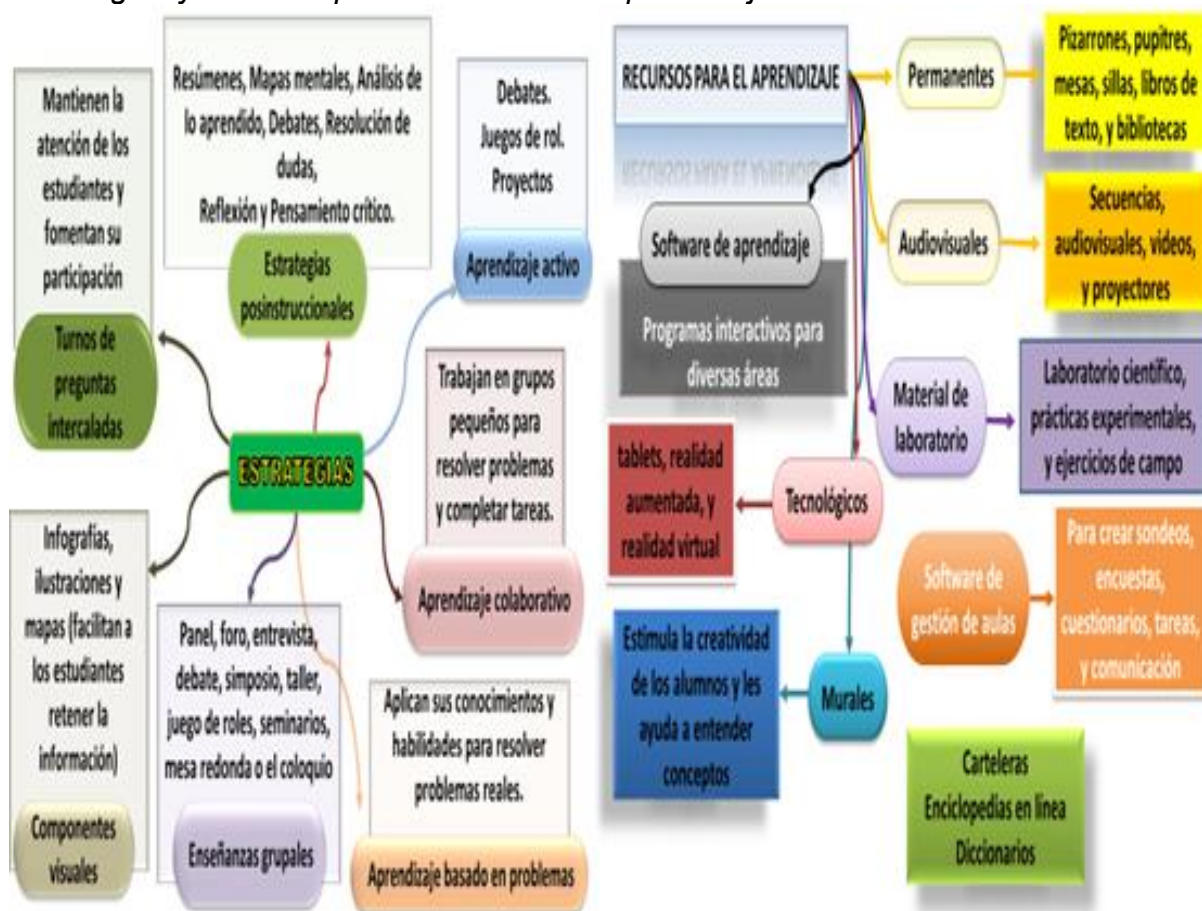 Mantienen la
atención de los
estudiantes y
fomentan su
participación
Turnos de
preguntas
intercaladas
Resúmenes, Mapas mentales, Análisis de
lo aprendido, Debates, Resolución de
dudas,
Reflexión y Pensamiento crítico.
Estrategias
posinstruccionales
Debates.
Juegos de rol.
Proyectos
Aprendizaje activo
ESTRATEGIAS
Trabajan en grupos
pequeños para
resolver problemas
y completar tareas.
Aprendizaje colaborativo
Infografías,
ilustraciones y
mapas (facilitan a
los estudiantes
retener la
información)
Componentes
visuales
Panel, foro, entrevista,
debate, simposio, taller,
juego de roles, seminarios,
mesa redonda o el coloquio
Enseñanzas grupales
Aplican sus conocimientos y
habilidades para resolver
problemas reales.
Aprendizaje basado en problemas
RECURSOS PARA EL APRENDIZAJE
Permanentes
Pizarrones, pupitres,
mesas, sillas, libros de
texto, y bibliotecas
Software de aprendizaje
Programas interactivos para
diversas áreas
Audiovisuales
Secuencias,
audiovisuales, videos,
y proyectores
Material de
laboratorio
Laboratorio científico,
prácticas experimentales,
y ejercicios de campo
tablets, realidad
aumentada, y
realidad virtual
Tecnológicos
Software de
gestión de aulas
Para crear sondeos,
encuestas,
cuestionarios, tareas,
y comunicación
Estimula la creatividad
de los alumnos y les
ayuda a entender
conceptos
Murales
Carteleras
Enciclopedias en línea
Diccionarios